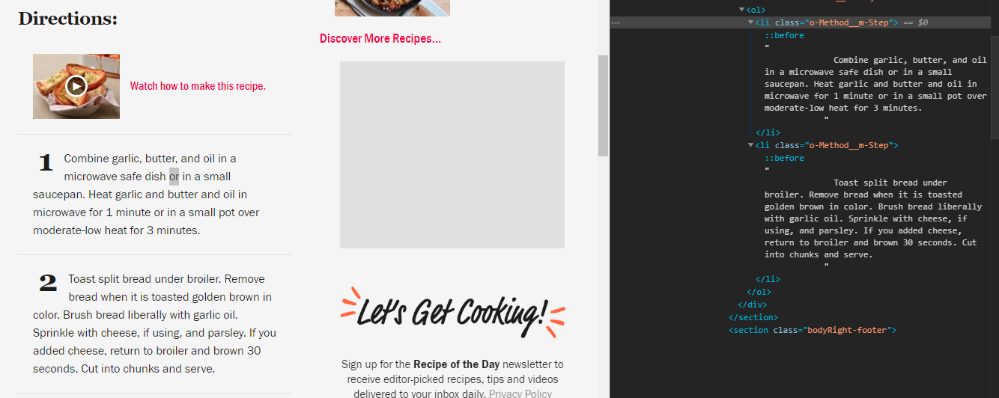 Directions:
Watch how to make this recipe.
1 Combine garlic, butter, and oil in a
microwave safe dish or in a small
saucepan. Heat garlic and butter and oil in
microwave for 1 minute or in a small pot over
moderate-low heat for 3 minutes.
2 Toast split bread under broiler. Remove
bread when it is toasted golden brown in
color. Brush bread liberally with garlic oil.
Sprinkle with cheese, if using, and parsley. If you
added cheese, return to broiler and brown 30
seconds. Cut into chunks and serve.
Discover More Recipes...
Let's Get Cooking!
Sign up for the Recipe of the Day newsletter to
receive editor-picked recipes, tips and videos
delivered to your inbox daily. Privacy Policy
<ol>
... <li class="o-Method__m-Step"> == $0
::before
"
Combine garlic, butter, and oil
in a microwave safe dish or in a small
saucepan. Heat garlic and butter and oil in
microwave for 1 minute or in a small pot over
moderate-low heat for 3 minutes.
"
</li>
<li class="o-Method__m-Step">
::before
"
Toast split bread under
broiler. Remove bread when it is toasted
golden brown in color. Brush bread liberally
with garlic oil. Sprinkle with cheese, if
using, and parsley. If you added cheese,
return to broiler and brown 30 seconds. Cut
into chunks and serve.
"
</li>
</ol>
</div>
</section>
<section class="bodyRight-footer">